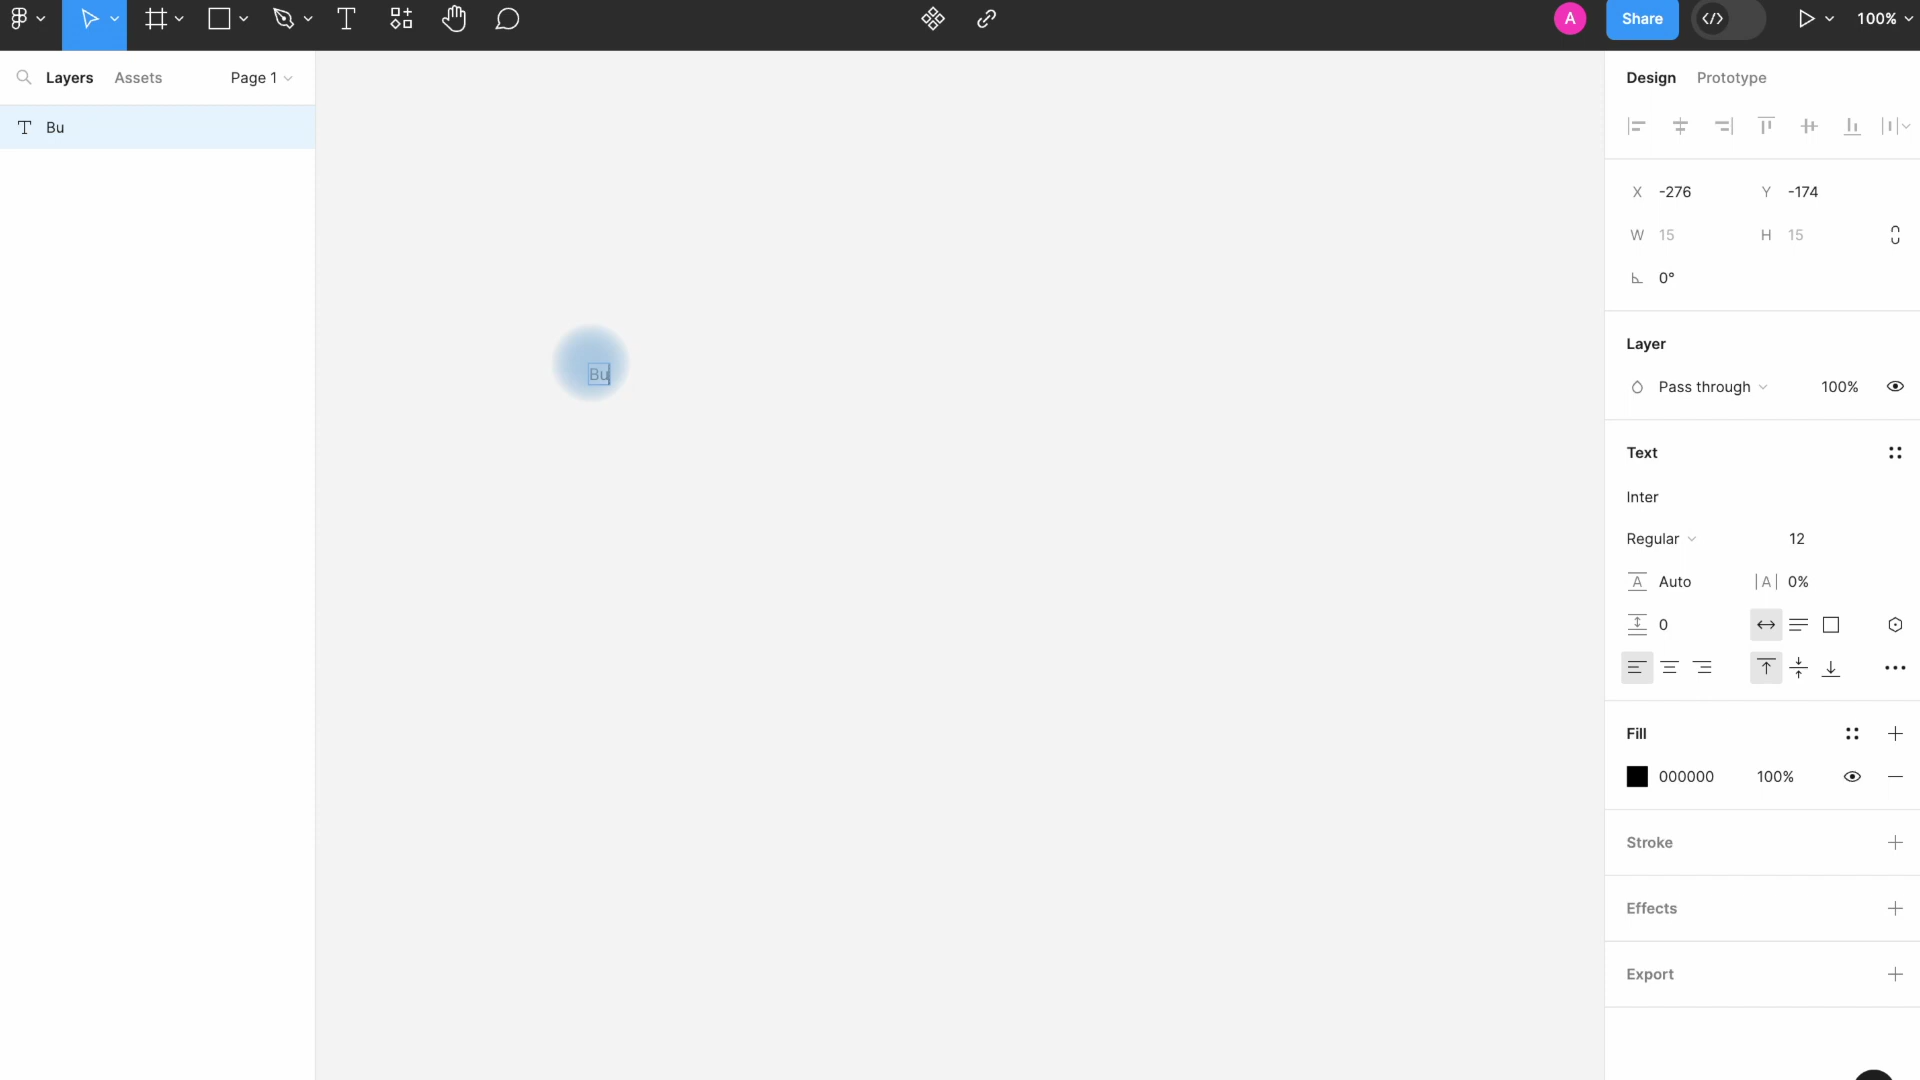 A
Share
100%
Layers
Assets
Page 1
Design
Prototype
Bu
X -276
Y -174
W 15
H 15
0°
Layer
Pass through
100%
Bu
Text
Inter
Regular
12
A Auto
|A| 0%
0
Fill
000000
100%
Stroke
Effects
Export